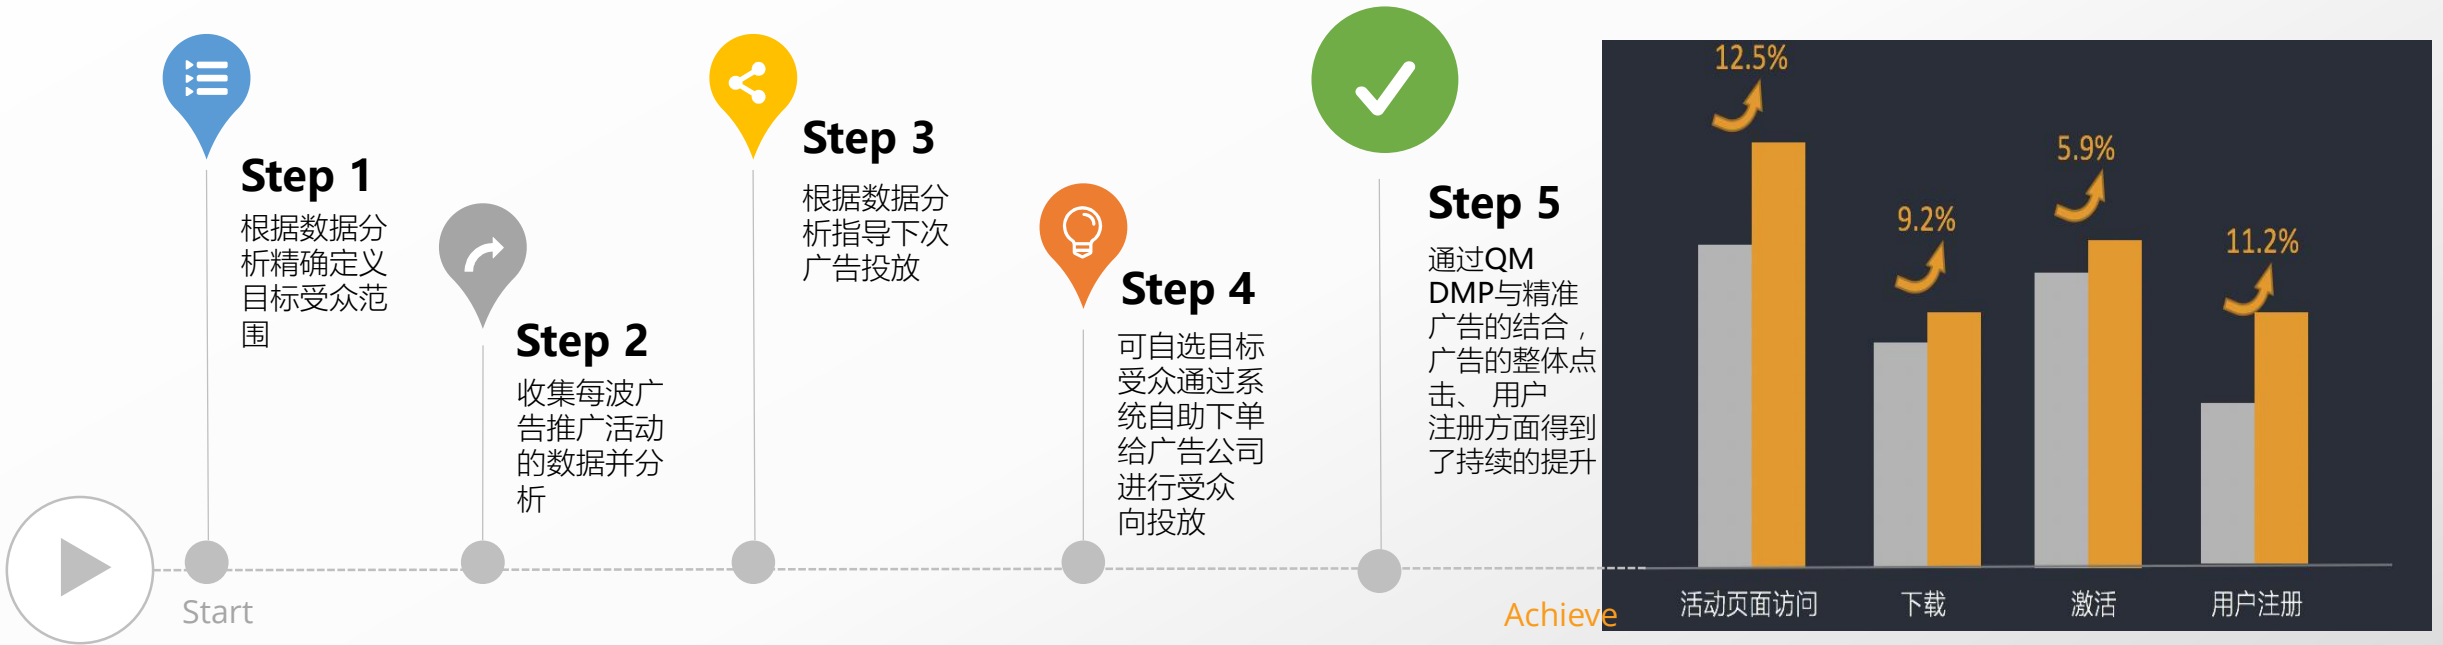 Step 1
根据数据分
析精确定义
目标受众范
围
Step 2
收集每波广
告推广活动
的数据并分
析
Step 3
根据数据分
析指导下次
广告投放
Step 4
可自选目标
受众通过系
统自助下单
给广告公司
进行受众
向投放
Step 5
通过QM
DMP与精准
广告的结合，
广告的整体点
击、 用户
注册方面得到
了持续的提升
Start
Achieve
12.5%
9.2%
5.9%
11.2%
活动页面访问
下载
激活
用户注册